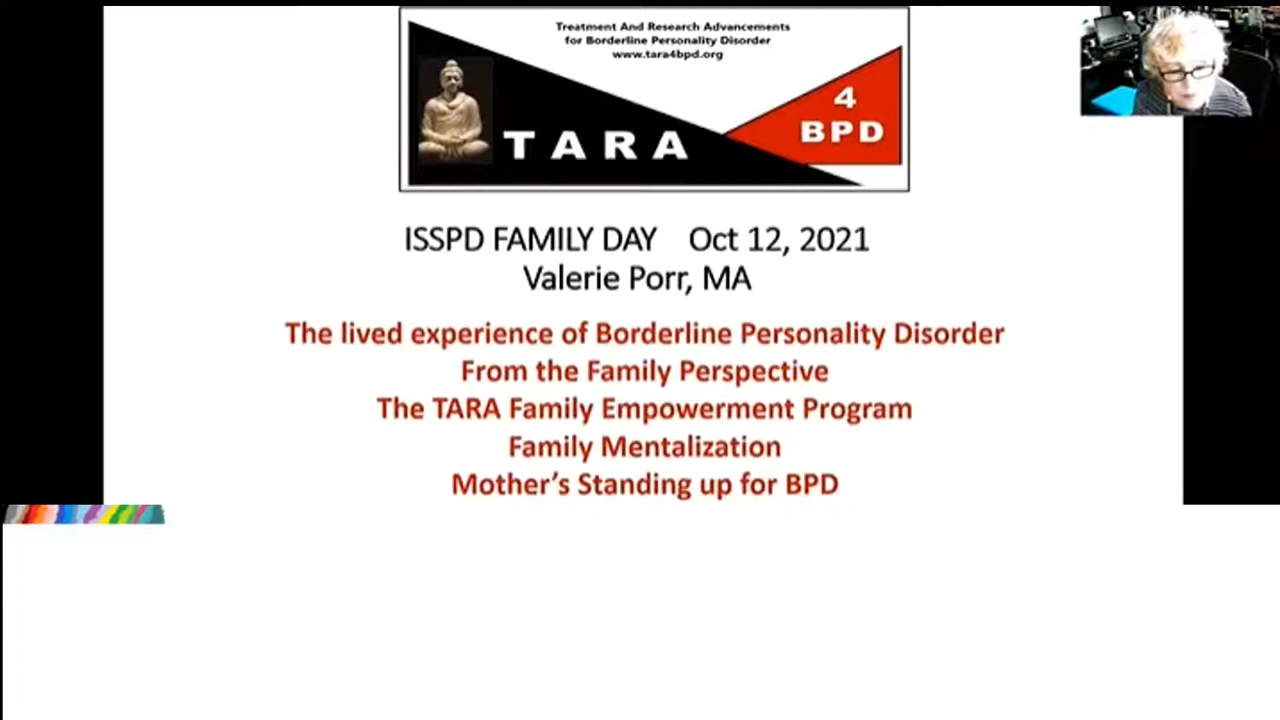 Treatment And Research Advancements
for Borderline Personality Disorder
www.tara4bpd.org
TARA
4
BPD
ISSPD FAMILY DAY Oct 12, 2021
Valerie Porr, MA
The lived experience of Borderline Personality Disorder
From the Family Perspective
The TARA Family Empowerment Program
Family Mentalization
Mother's Standing up for BPD